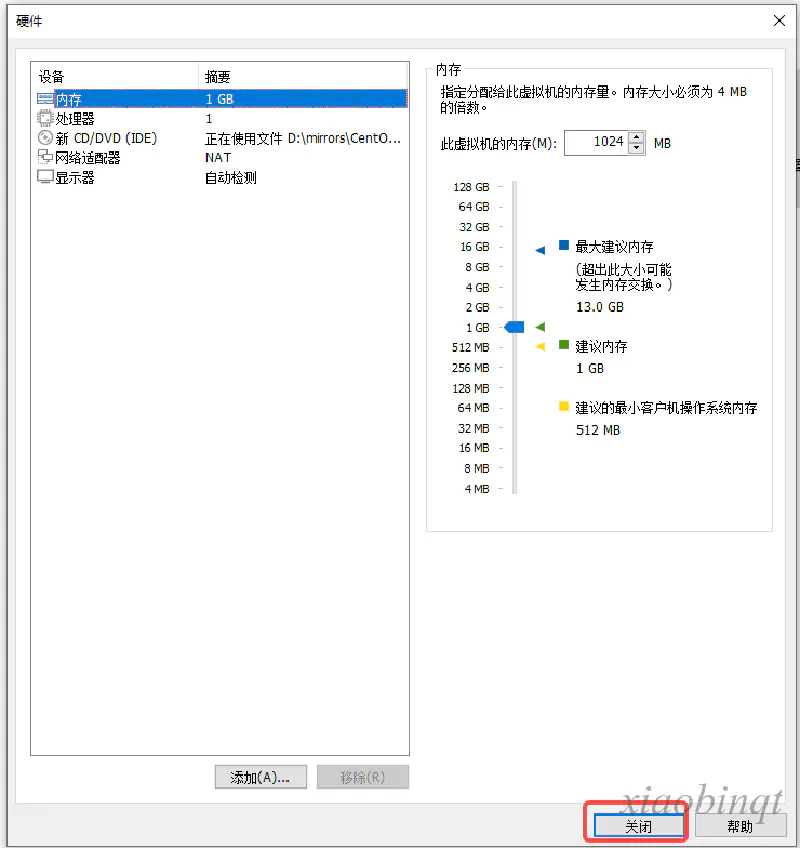 硬件
设备 摘要
内存 1 GB
处理器 1
新 CD/DVD (IDE) 正在使用文件 D:\mirrors\CentO...
网络适配器 NAT
显示器 自动检测
添加(A)...
移除(R)
内存
指定分配给此虚拟机的内存量。内存大小必须为 4 MB
的倍数。
此虚拟机的内存(M): 1024 MB
128 GB
64 GB
32 GB
16 GB
8 GB
4 GB
2 GB
1 GB
512 MB
256 MB
128 MB
64 MB
32 MB
16 MB
8 MB
4 MB
最大建议内存
(超出此大小可能
发生内存交换。)
13.0 GB
建议内存
1 GB
建议的最小客户机操作系统内存
512 MB
xiaobinqt
关闭
帮助